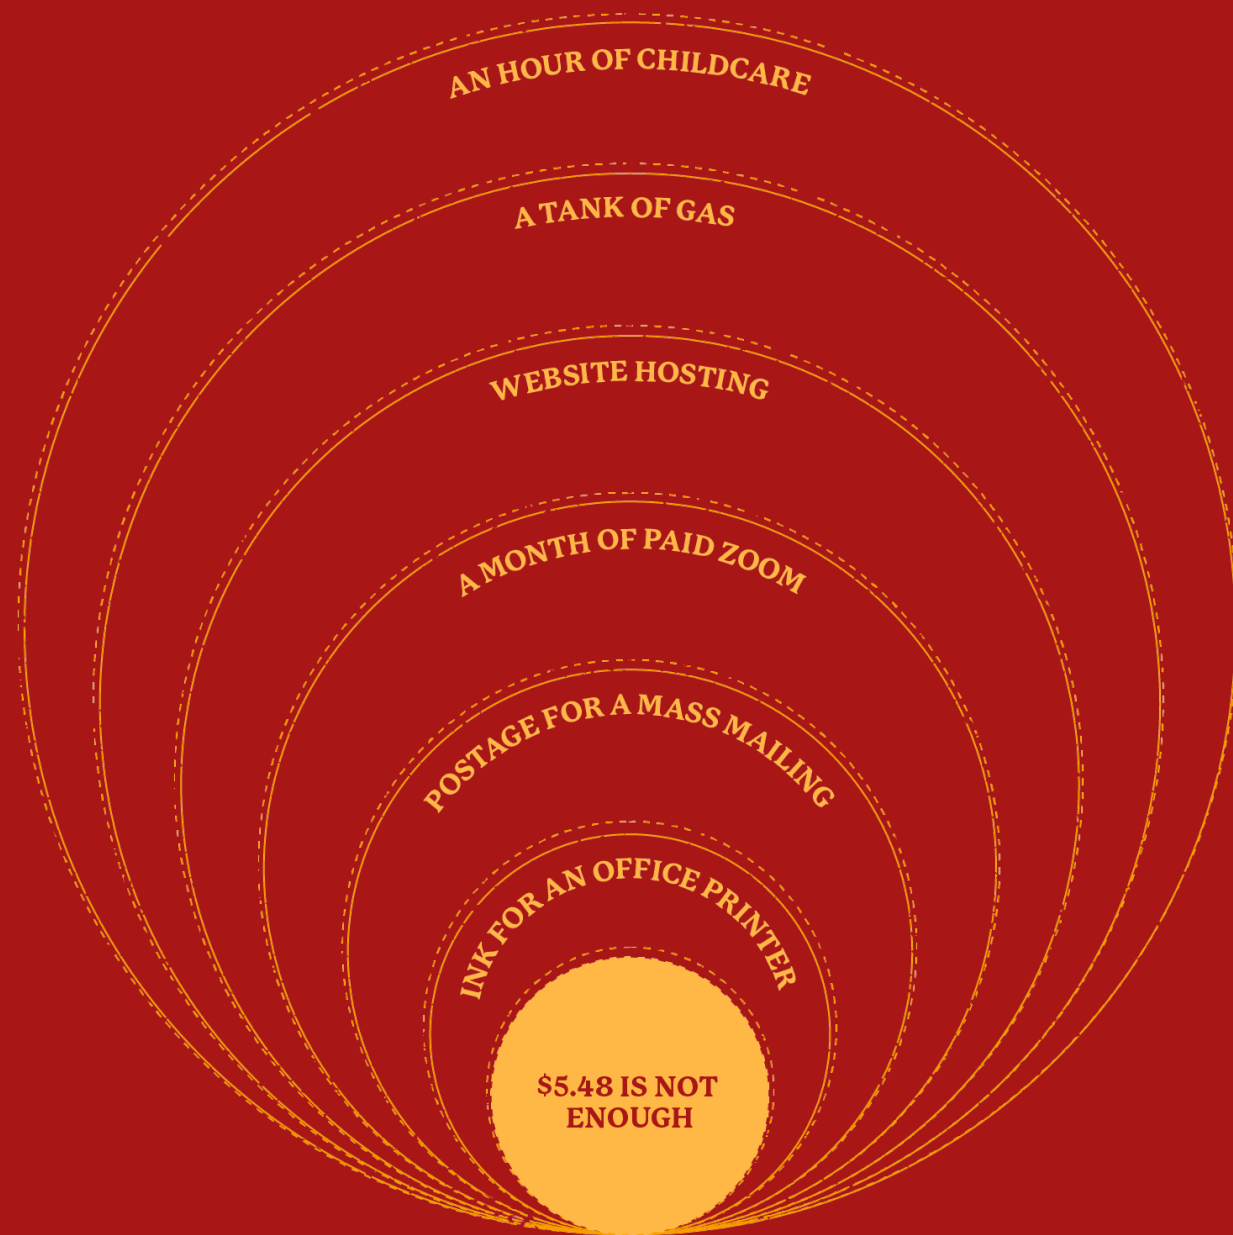 AN HOUR OF CHILDCARE
A TANK OF GAS
WEBSITE HOSTING
A MONTH OF PAID ZOOM
POSTAGE FOR A MASS MAILING
INK FOR AN OFFICE PRINTER
$5.48 IS NOT
ENOUGH